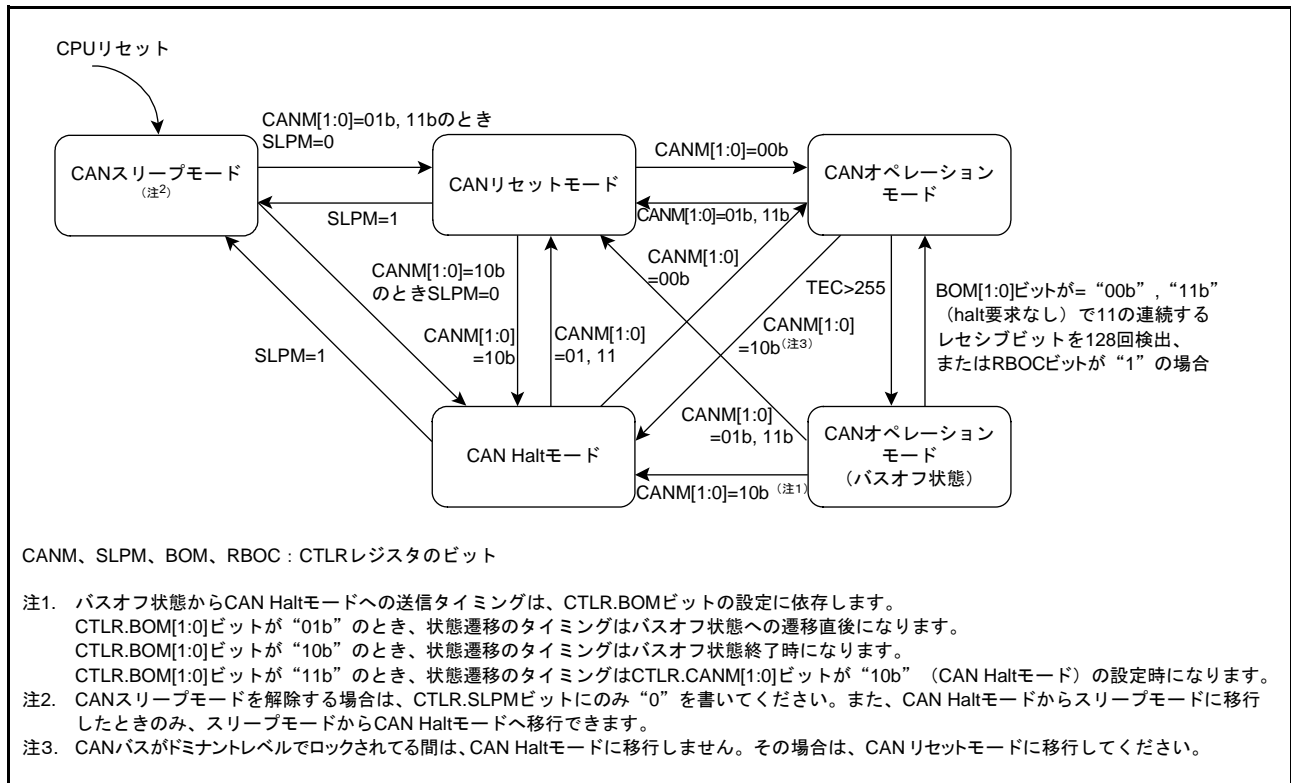 CPUリセット
CANM[1:0]=01b, 11bのとき
SLPM=0
CANスリープモード
(注2)
SLPM=1
CANリセットモード
CANM[1:0]=00b
CANM[1:0]=01b, 11b
CANオペレーション
モード
CANM[1:0]=10b
のときSLPM=0
SLPM=1
CANM[1:0]
=10b
CANM[1:0]
=01, 11
CANM[1:0]
=00b
CANM[1:0]
=10b(注3)
TEC>255
BOM[1:0]ビットが= “00b” , “11b”
（halt要求なし）で11の連続する
レセシブビットを128回検出、
またはRBOCビットが “1” の場合
CAN Haltモード
CANM[1:0]
=01b, 11b
CANM[1:0]=10b (注1)
CANオペレーション
モード
（バスオフ状態）
CANM、SLPM、BOM、RBOC : CTLRレジスタのビット
注1. バスオフ状態からCAN Haltモードへの送信タイミングは、CTLR.BOMビットの設定に依存します。
CTLR.BOM[1:0]ビットが “01b” のとき、状態遷移のタイミングはバスオフ状態への遷移直後になります。
CTLR.BOM[1:0]ビットが “10b” のとき、状態遷移のタイミングはバスオフ状態終了時になります。
CTLR.BOM[1:0]ビットが “11b” のとき、状態遷移のタイミングはCTLR.CANM[1:0]ビットが “10b” （CAN Haltモード）の設定時になります。
注2. CANスリープモードを解除する場合は、CTLR.SLPMビットにのみ “0” を書いてください。また、CAN Haltモードからスリープモードに移行
したときのみ、スリープモードからCAN Haltモードへ移行できます。
注3. CANバスがドミナントレベルでロックされてる間は、CAN Haltモードに移行しません。その場合は、CAN リセットモードに移行してください。